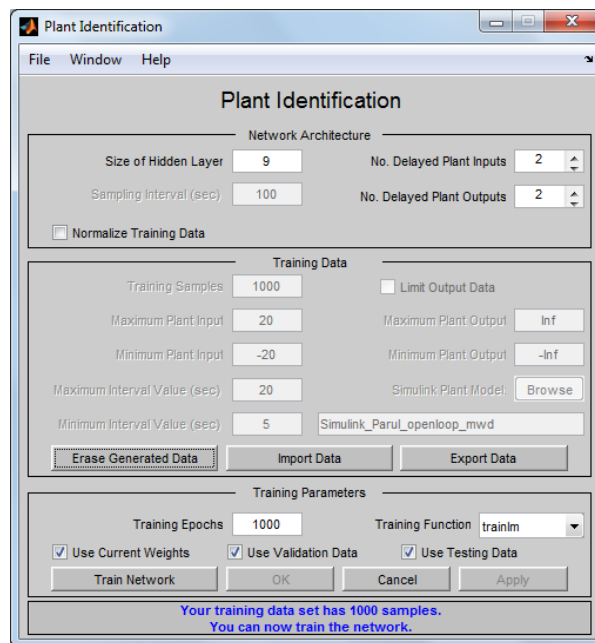 Plant Identification
File Window Help
Plant Identification
Network Architecture
Size of Hidden Layer 9 No. Delayed Plant Inputs 2
Sampling Interval (sec) 100 No. Delayed Plant Outputs 2
Normalize Training Data
Training Data
Training Samples 1000 Limit Output Data
Maximum Plant Input 20 Maximum Plant Output Inf
Minimum Plant Input -20 Minimum Plant Output -Inf
Maximum Interval Value (sec) 20 Simulink Plant Model: Browse
Minimum Interval Value (sec) 5 Simulink_Parul_openloop_mwd
Erase Generated Data Import Data Export Data
Training Parameters
Training Epochs 1000 Training Function trainlm
Use Current Weights Use Validation Data Use Testing Data
Train Network OK Cancel Apply
Your training data set has 1000 samples.
You can now train the network.